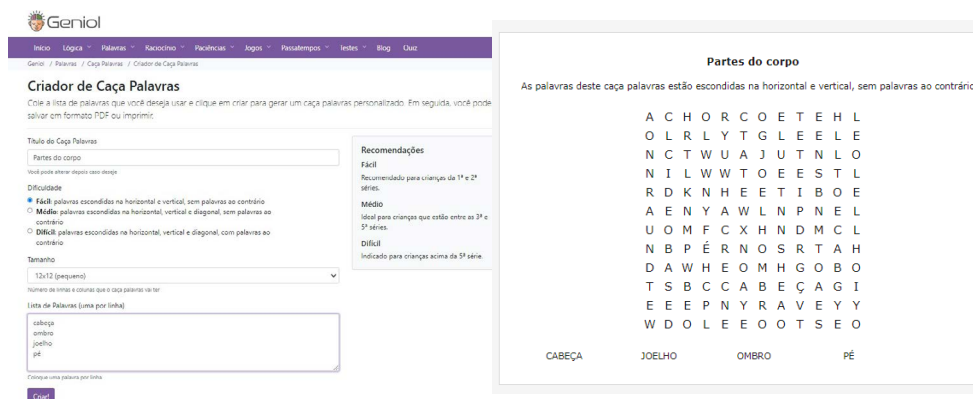 Geniol
Início Lógica Palavras Raciocínio Paciências Jogos Passatempos Testes Blog Quiz
Geniol / Palavras / Caça Palavras / Criador de Caça Palavras
Criador de Caça Palavras
Cole a lista de palavras que você deseja usar e clique em criar para gerar um caça palavras personalizado. Em seguida, você pode
salvar em formato PDF ou imprimir.
Título do Caça Palavras
Partes do corpo
Você pode alterar depois caso deseje
Dificuldade
Fácil: palavras escondidas na horizontal e vertical, sem palavras ao contrário
Médio: palavras escondidas na horizontal, vertical e diagonal, sem palavras ao
contrário
Difícil: palavras escondidas na horizontal, vertical e diagonal, com palavras ao
contrário
Tamanho
12x12 (pequeno)
Número de linhas e colunas que o caça palavras vai ter
Lista de Palavras (uma por linha)
cabeça
ombro
joelho
pé
Coloque uma palavra por linha
Criar!
Recomendações
Fácil
Recomendado para crianças da 1ª e 2ª
séries.
Médio
Ideal para crianças que estão entre as 3ª e
5ª séries.
Difícil
Indicado para crianças acima da 5ª série
Partes do corpo
As palavras deste caça palavras estão escondidas na horizontal e vertical, sem palavras ao contrário
A C H O R C O E T E H L
O L R L Y T G L E E L E
N C T W U A J U T N L O
N I L W W T O E E S T L
R D K N H E E T I B O E
A E N Y A W L N P N E L
U O M F C X H N D M C L
N B P É R N O S R T A H
D A W H E O M H G O B O
T S B C C A B E Ç A G I
E E E P N Y R A V E Y Y
W D O L E E O O T S E O
CABEÇA JOELHO OMBRO PÉ